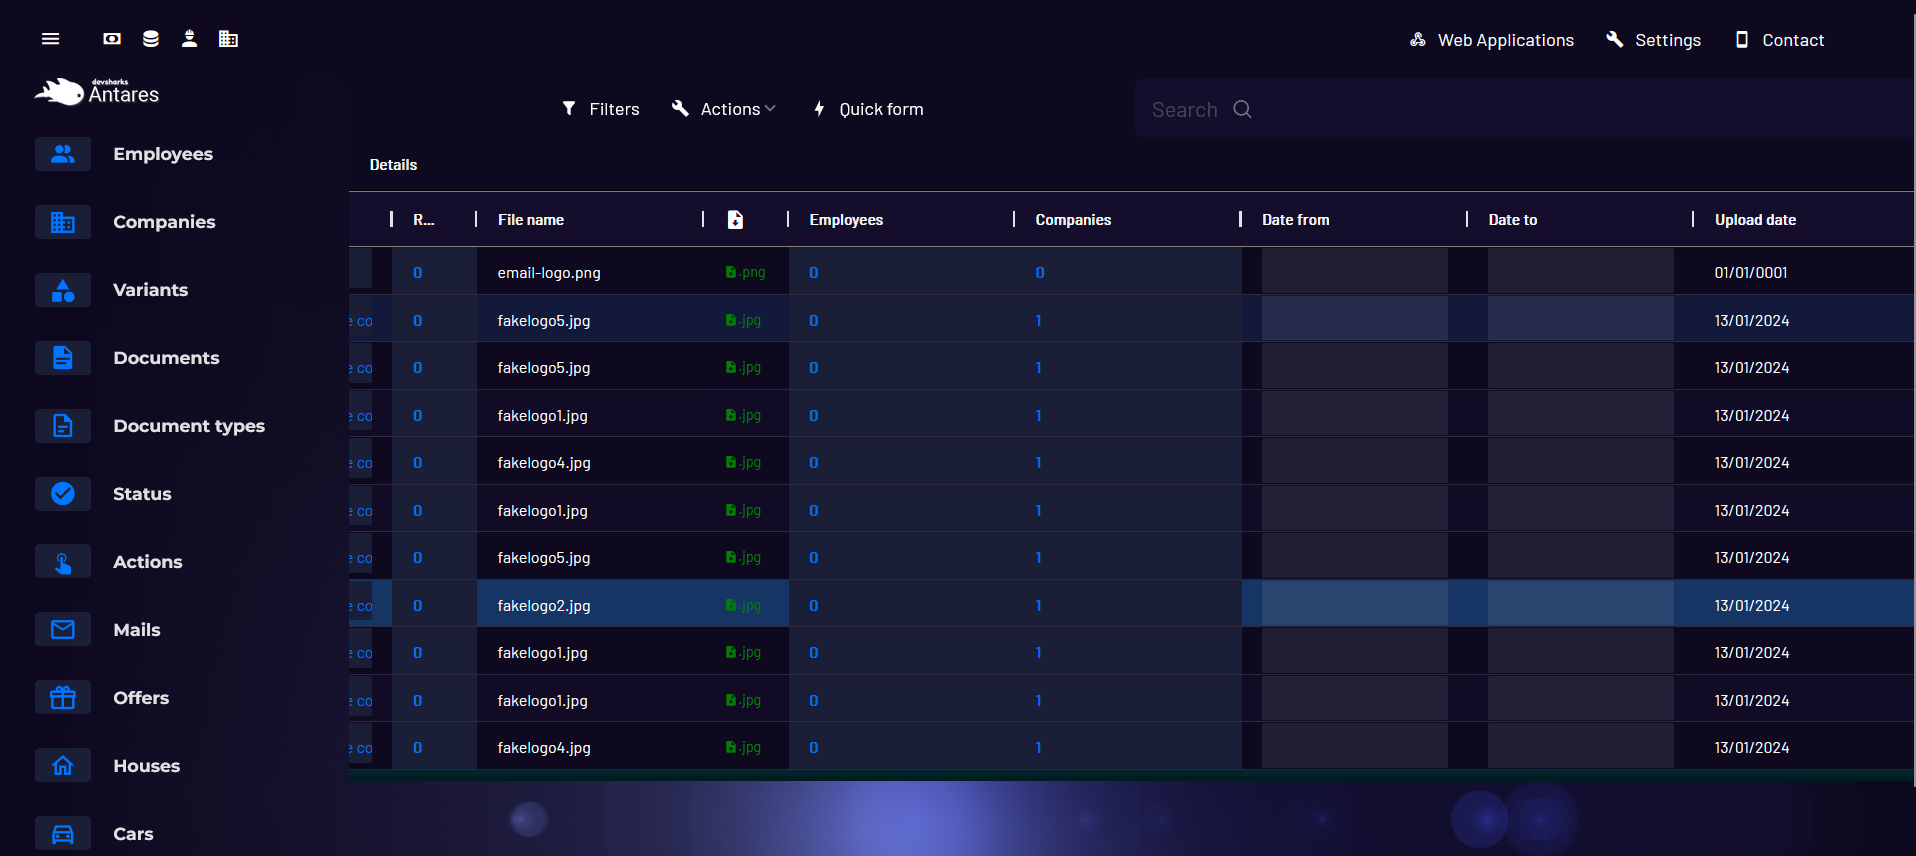 Web Applications Settings Contact
devsharks
Antares
Filters Actions Quick form Search
Employees
Companies
Variants
Documents
Document types
Status
Actions
Mails
Offers
Houses
Cars
Details
R... File name Employees Companies Date from Date to Upload date
0 email-logo.png .png 0 0 01/01/0001
e co 0 fakelogo5.jpg .jpg 0 1 13/01/2024
e co 0 fakelogo5.jpg .jpg 0 1 13/01/2024
e co 0 fakelogo1.jpg .jpg 0 1 13/01/2024
e co 0 fakelogo4.jpg .jpg 0 1 13/01/2024
e co 0 fakelogo1.jpg .jpg 0 1 13/01/2024
e co 0 fakelogo5.jpg .jpg 0 1 13/01/2024
e co 0 fakelogo2.jpg .jpg 0 1 13/01/2024
e co 0 fakelogo1.jpg .jpg 0 1 13/01/2024
e co 0 fakelogo1.jpg .jpg 0 1 13/01/2024
e co 0 fakelogo4.jpg .jpg 0 1 13/01/2024